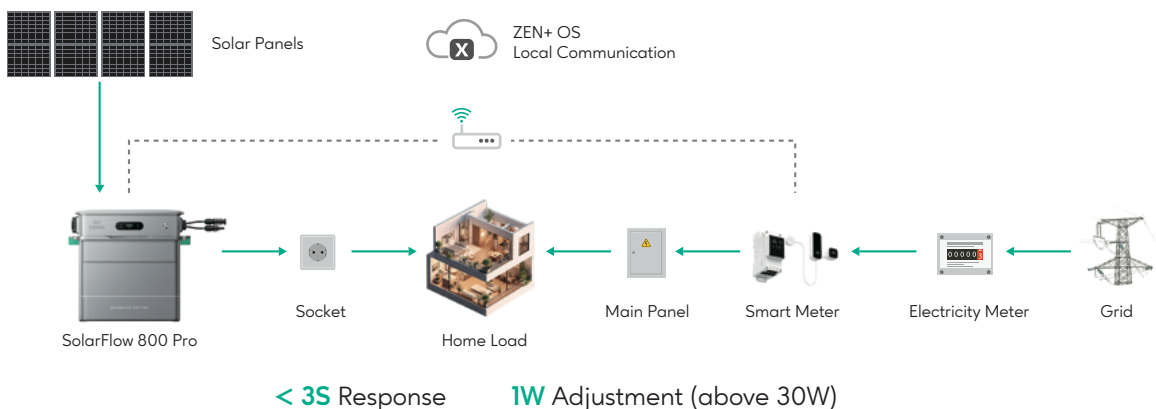 Solar Panels
X
ZEN+ OS
Local Communication
00000
SolarFlow 800 Pro
Socket
Home Load
Main Panel
Smart Meter
Electricity Meter
Grid
< 3S Response
1W Adjustment (above 30W)